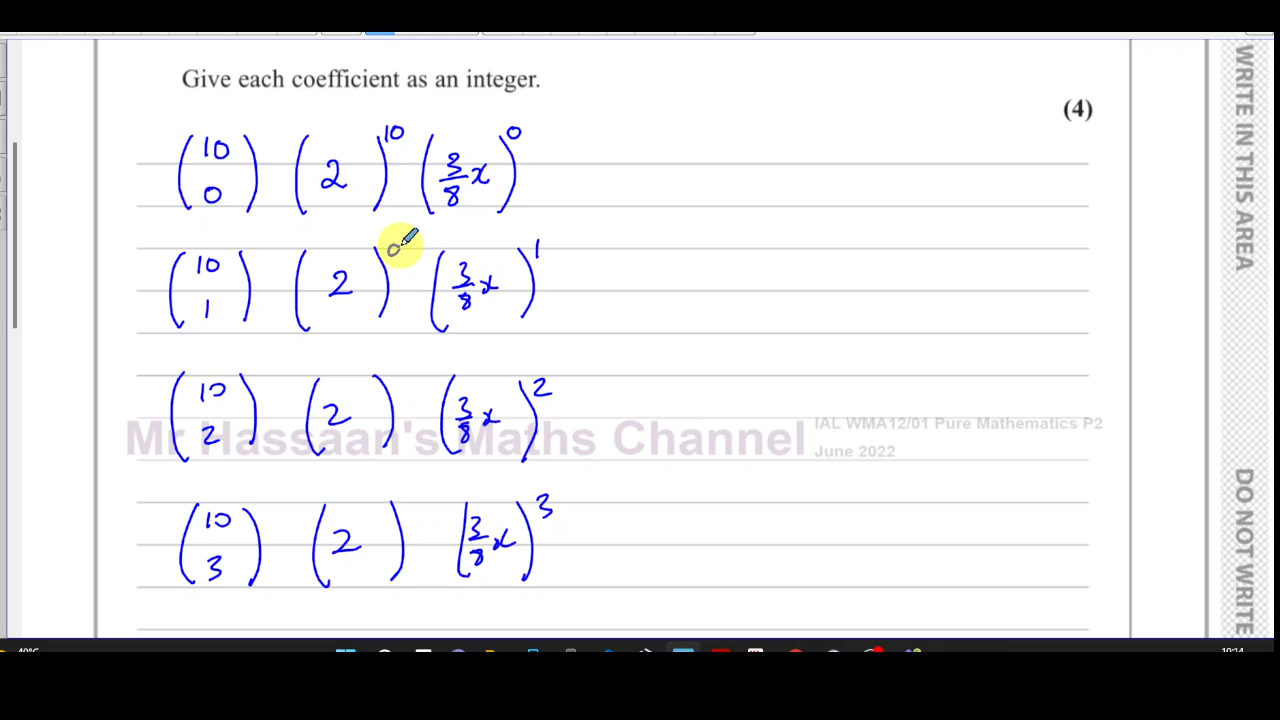 Give each coefficient as an integer.
(4)
(10 0) (2)^10 (3/8 x)^0
(10 1) (2) (3/8 x)^1
(10 2) (2) (3/8 x)^2
Mr Hassaan's Maths Channel
IAL WMA12/01 Pure Mathematics P2
June 2022
(10 3) (2) (3/8 x)^3
WRITE IN THIS AREA
DO NOT WRITE